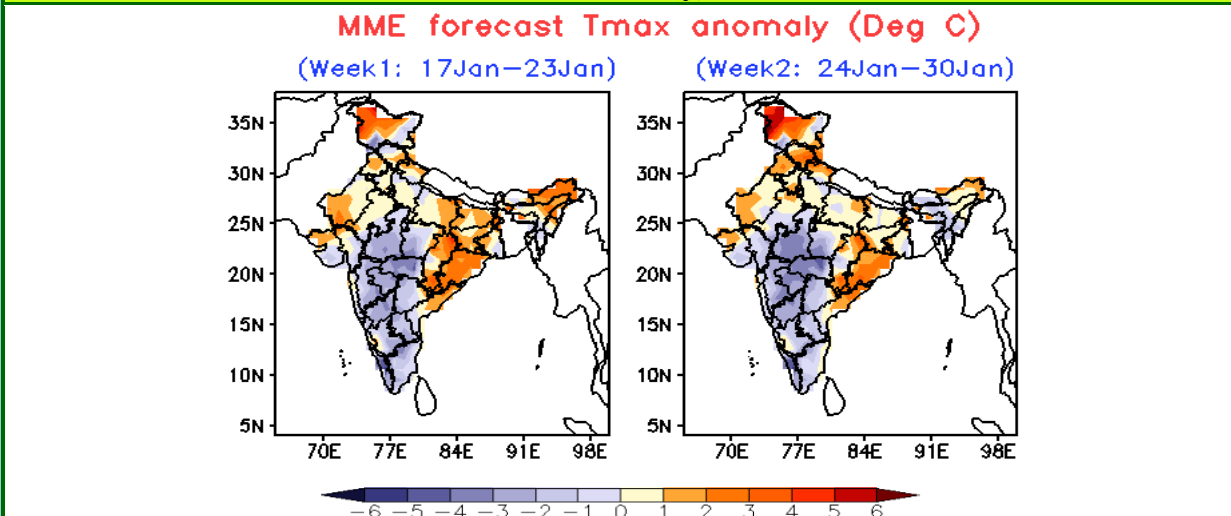 MME forecast Tmax anomaly (Deg C)
(Week1: 17Jan−23Jan) (Week2: 24Jan−30Jan)
35N 35N
30N 30N
25N 25N
20N 20N
15N 15N
10N 10N
5N 5N
70E 77E 84E 91E 98E 70E 77E 84E 91E 98E
−6 −5 −4 −3 −2 −1 0 1 2 3 4 5 6